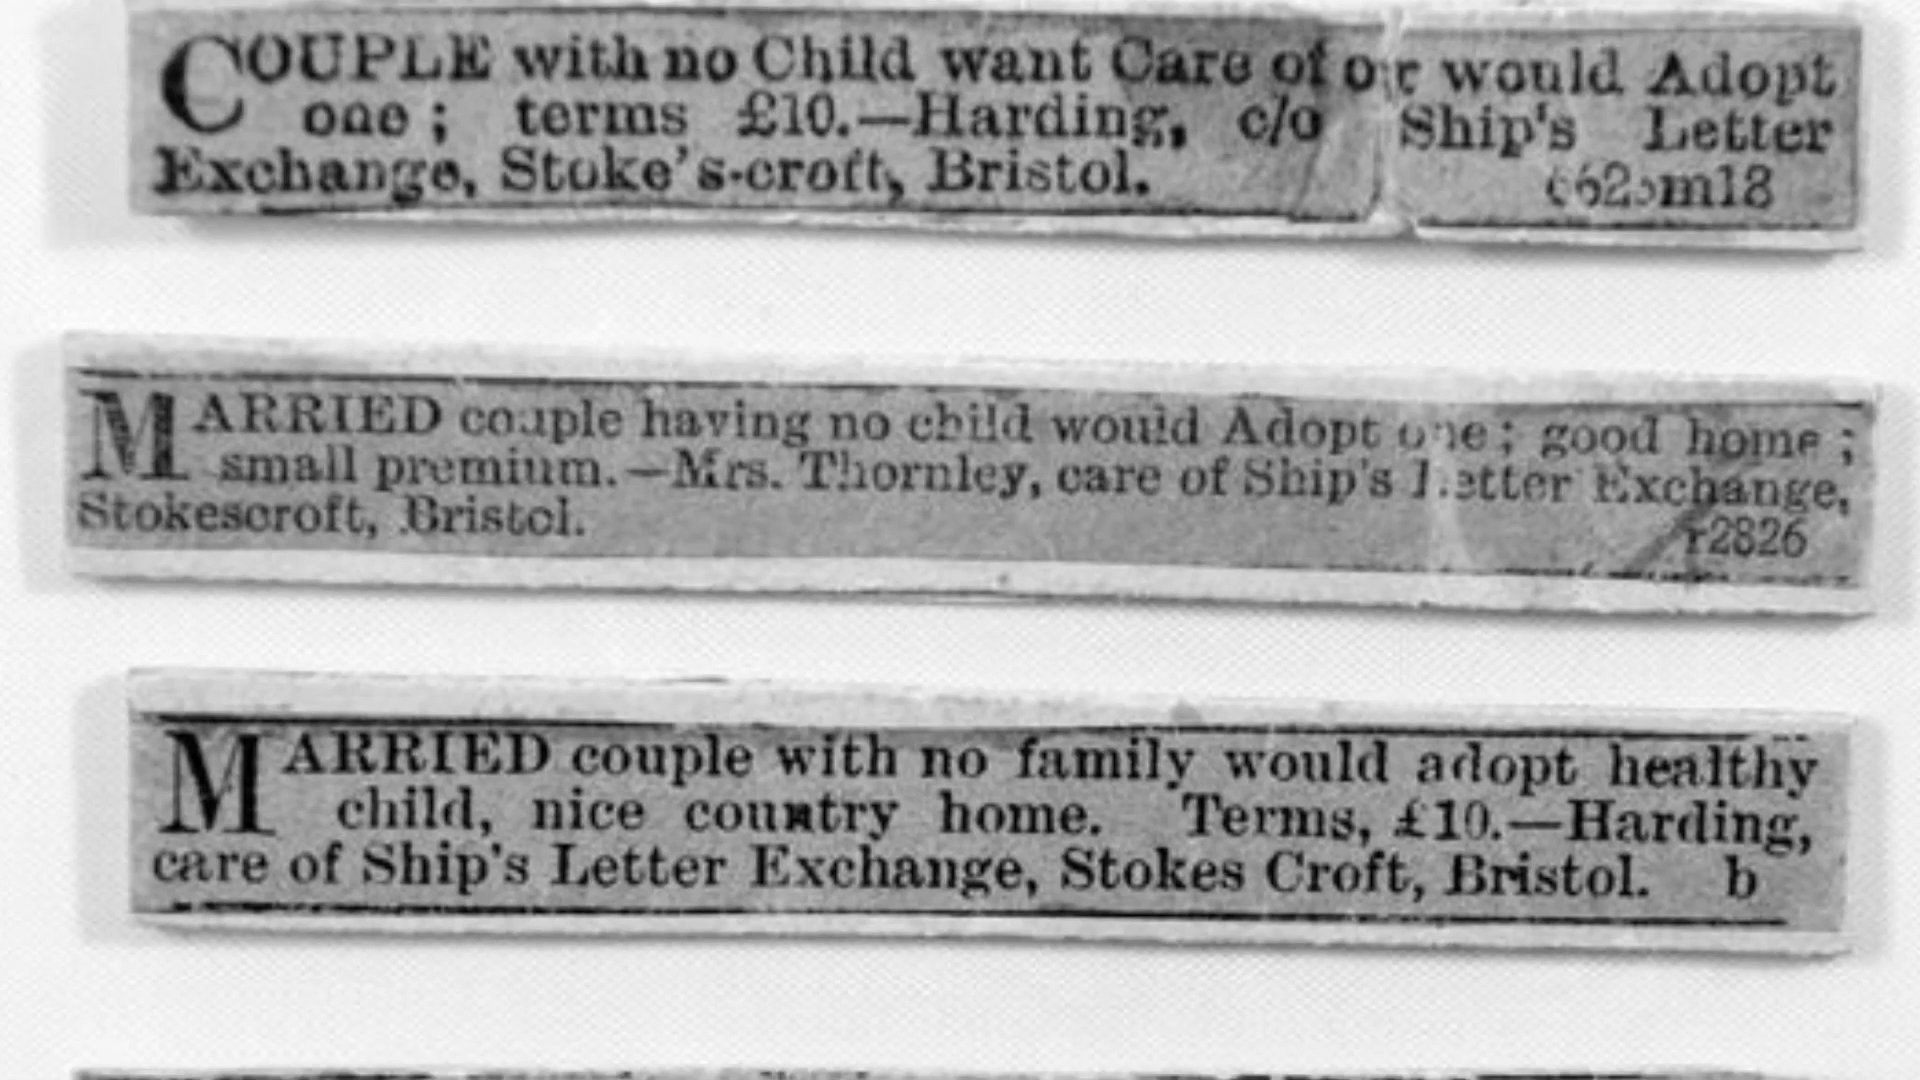 COUPLE with no Child want Care of or would Adopt
one; terms £10.—Harding, c/o Ship's Letter
Exchange, Stoke's-croft, Bristol.
MARRIED couple having no child would Adopt one; good home;
small premium.—Mrs. Thornley, care of Ship's Letter Exchange,
Stokescroft, Bristol.
r2826
MARRIED couple with no family would adopt healthy
child, nice country home. Terms, £10.—Harding,
care of Ship's Letter Exchange, Stokes Croft, Bristol. b